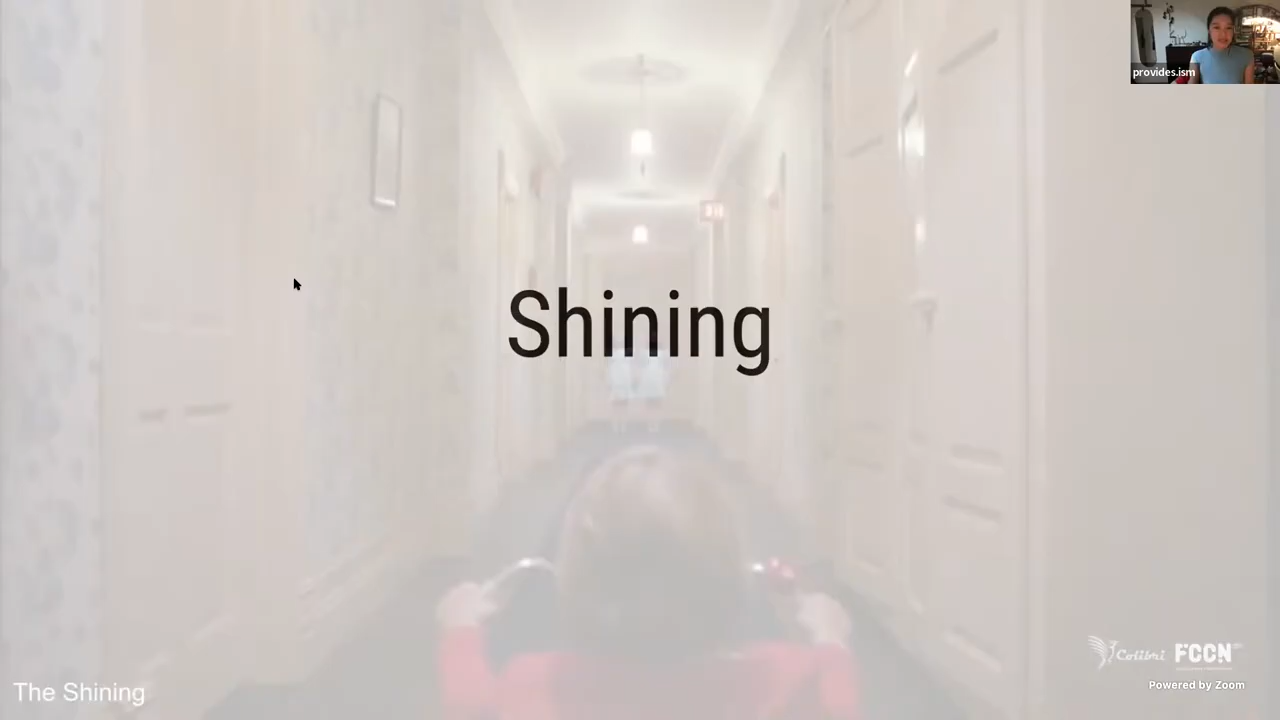 provides.ism
Shining
Colibri FCCN
Powered by Zoom
The Shining